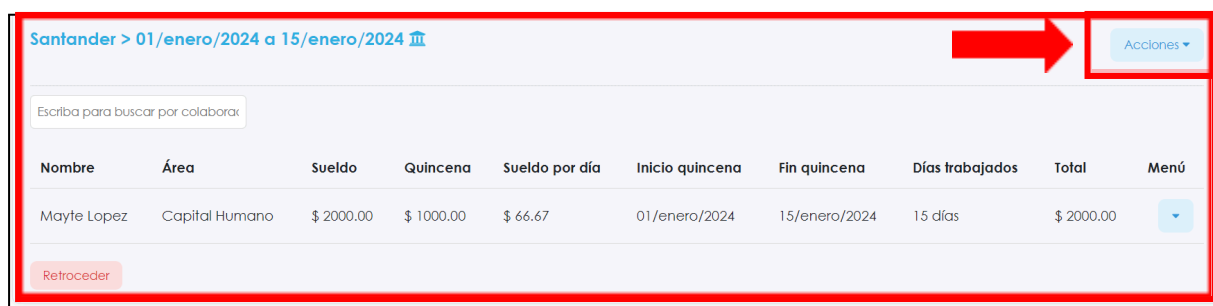 Santander > 01/enero/2024 a 15/enero/2024
Acciones
Escriba para buscar por colaborac
Nombre Área Sueldo Quincena Sueldo por día Inicio quincena Fin quincena Días trabajados Total Menú
Mayte Lopez Capital Humano $ 2000.00 $ 1000.00 $ 66.67 01/enero/2024 15/enero/2024 15 días $ 2000.00
Retroceder